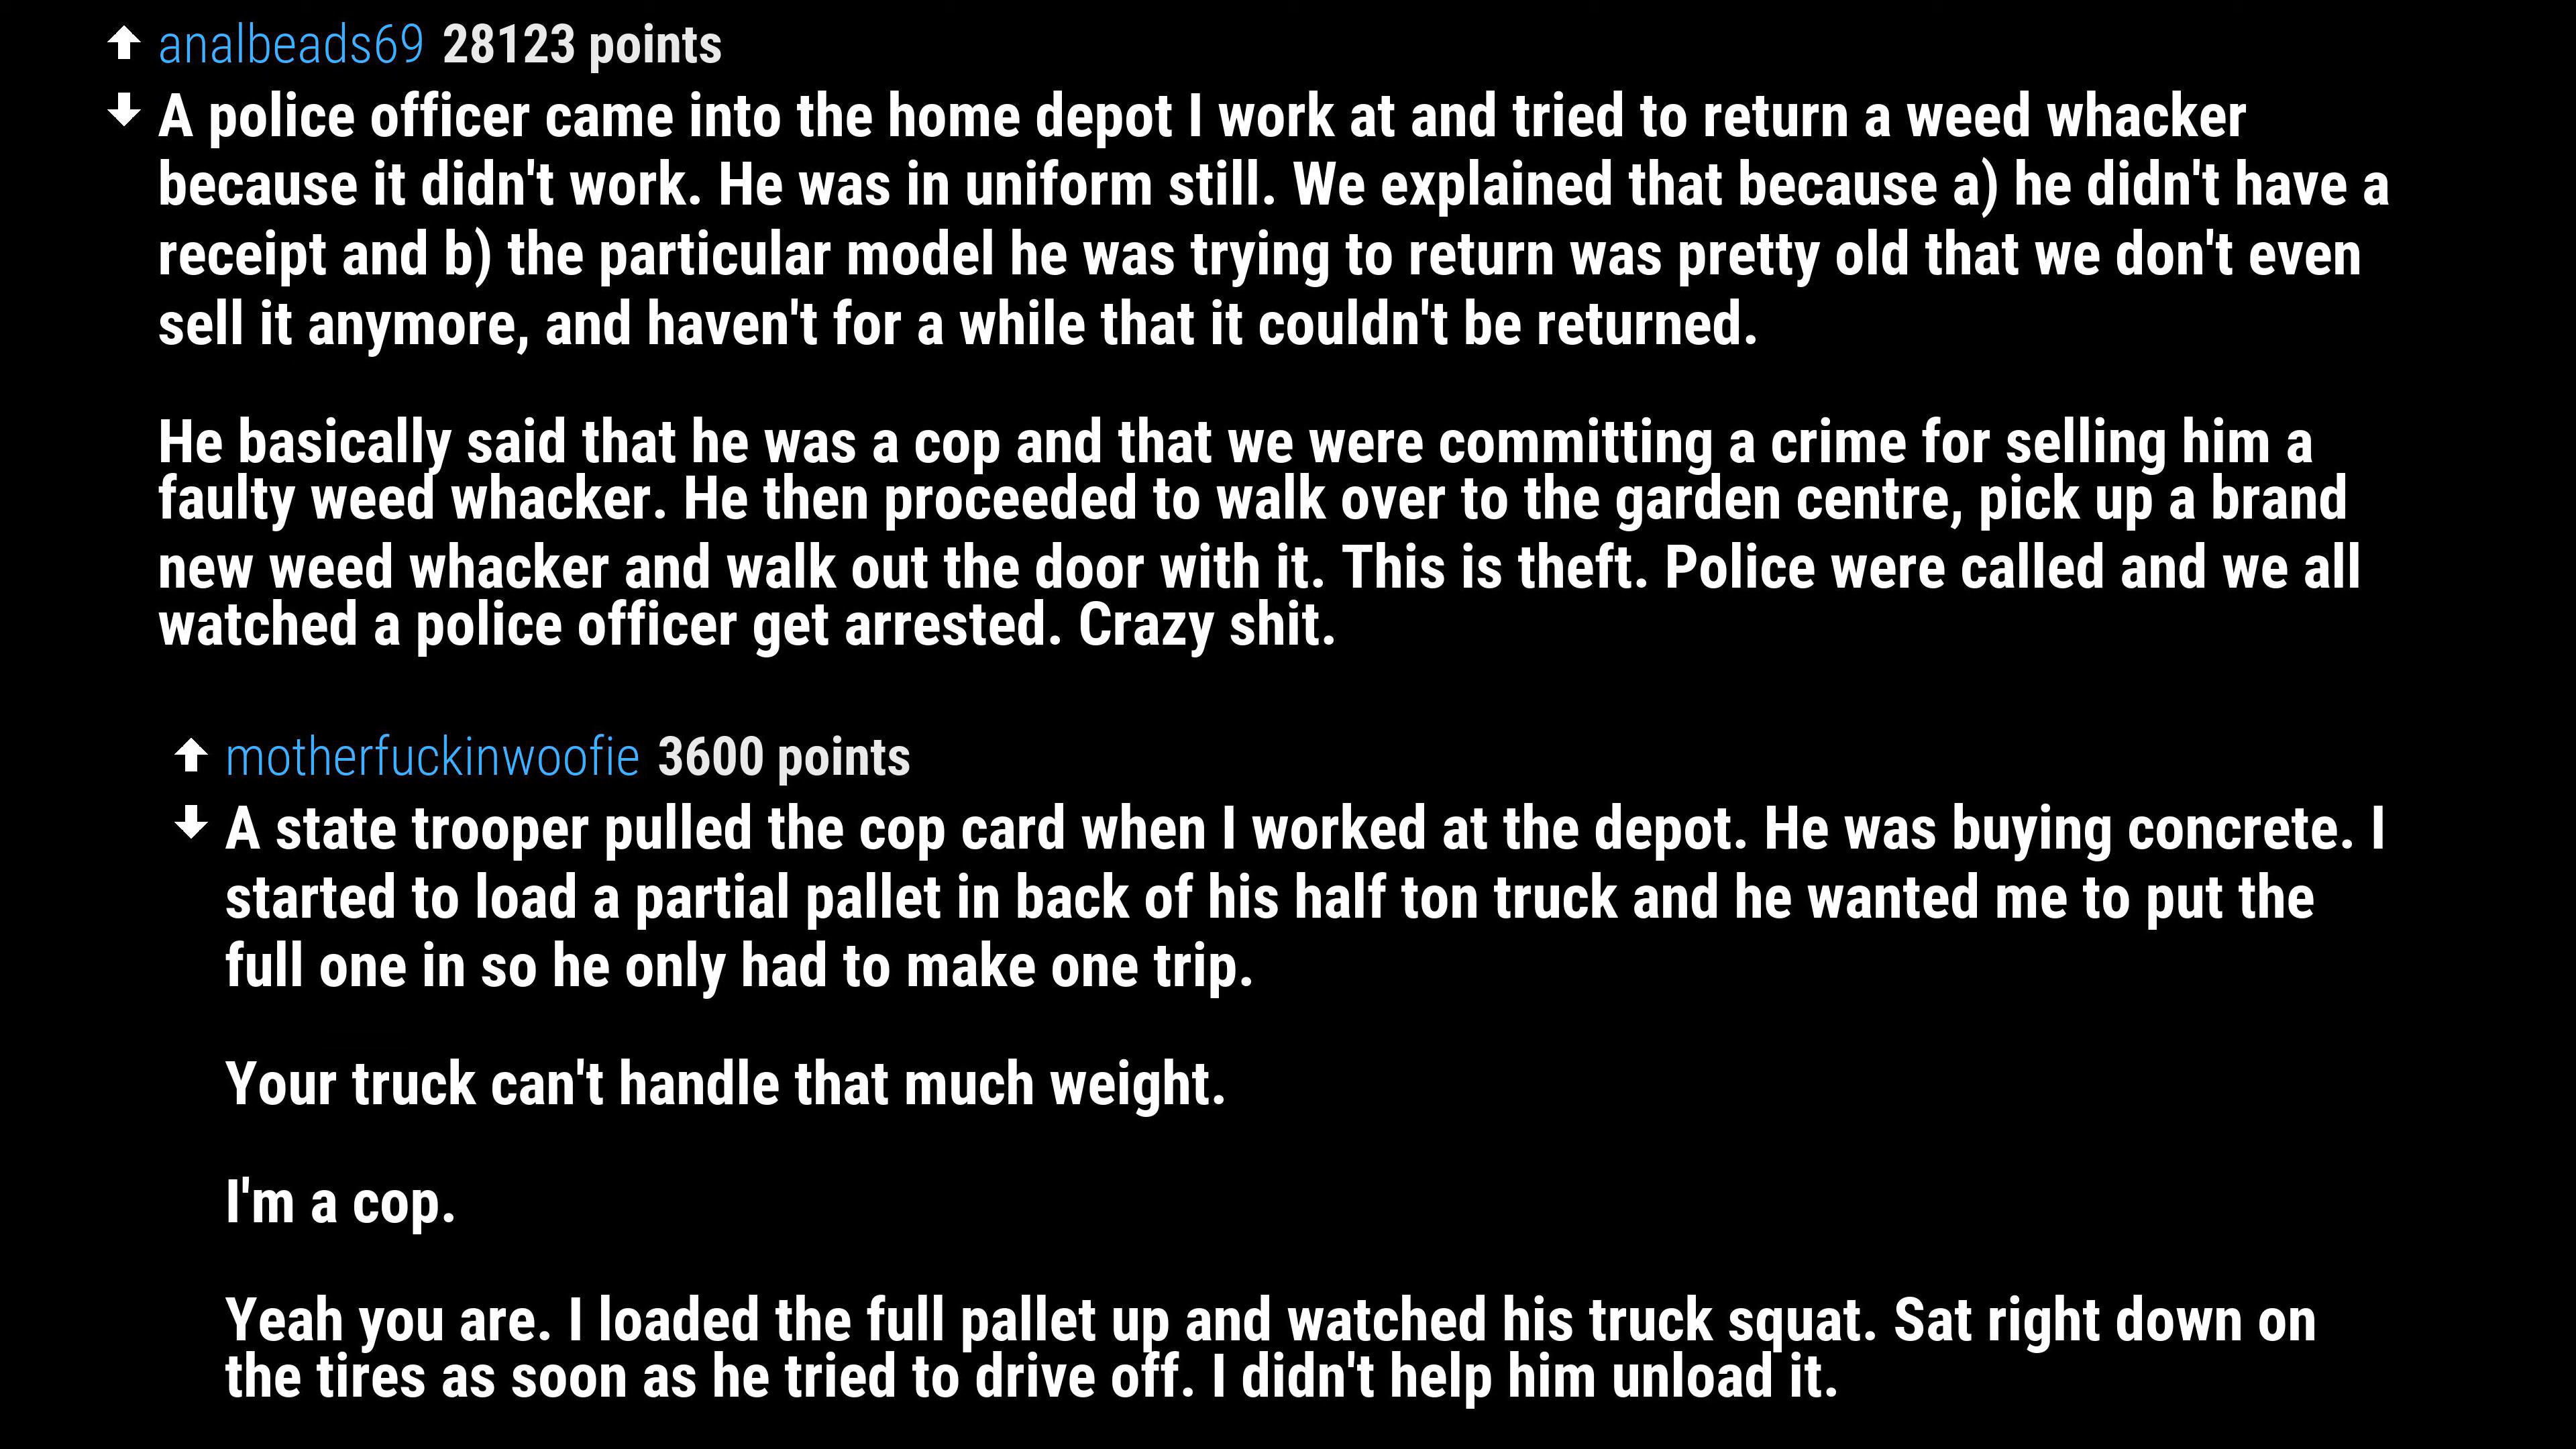 analbeads69 28123 points
A police officer came into the home depot I work at and tried to return a weed whacker
because it didn't work. He was in uniform still. We explained that because a) he didn't have a
receipt and b) the particular model he was trying to return was pretty old that we don't even
sell it anymore, and haven't for a while that it couldn't be returned.
He basically said that he was a cop and that we were committing a crime for selling him a
faulty weed whacker. He then proceeded to walk over to the garden centre, pick up a brand
new weed whacker and walk out the door with it. This is theft. Police were called and we all
watched a police officer get arrested. Crazy shit.
motherfuckinwoofie 3600 points
A state trooper pulled the cop card when I worked at the depot. He was buying concrete. I
started to load a partial pallet in back of his half ton truck and he wanted me to put the
full one in so he only had to make one trip.
Your truck can't handle that much weight.
I'm a cop.
Yeah you are. I loaded the full pallet up and watched his truck squat. Sat right down on
the tires as soon as he tried to drive off. I didn't help him unload it.